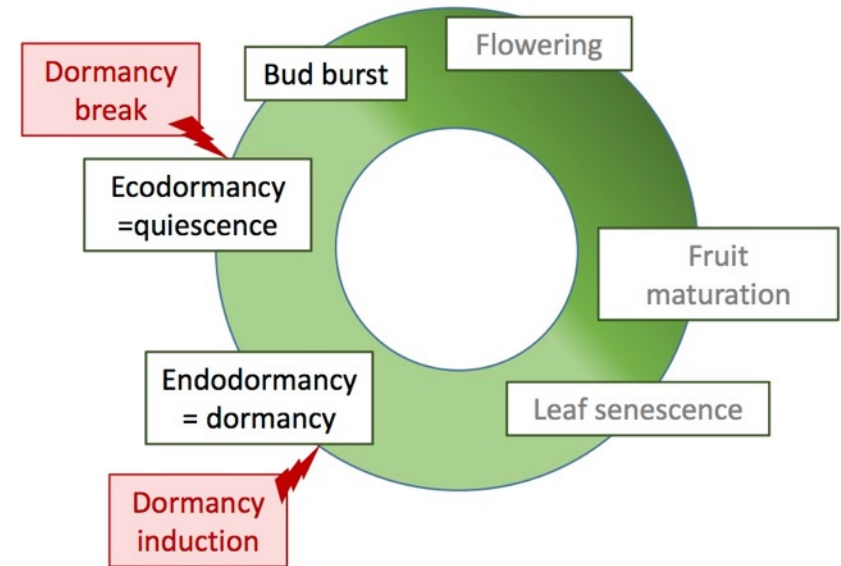 Flowering
Bud burst
Dormancy
break
Ecodormancy
=quiescence
Fruit
maturation
Endodormancy
= dormancy
Leaf senescence
Dormancy
induction